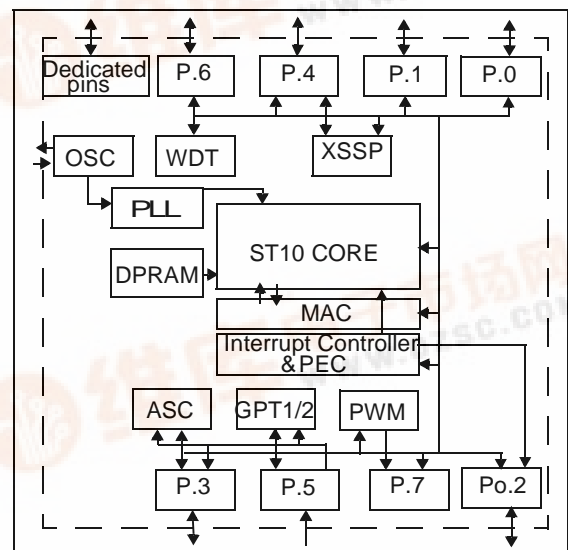 Dedicated
pins
P.6
P.4
P.1
P.0
OSC
WDT
XSSP
PLL
ST10 CORE
DPRAM
MAC
Interrupt Controller
&PEC
ASC
GPT1/2
PWM
P.3
P.5
P.7
Po.2